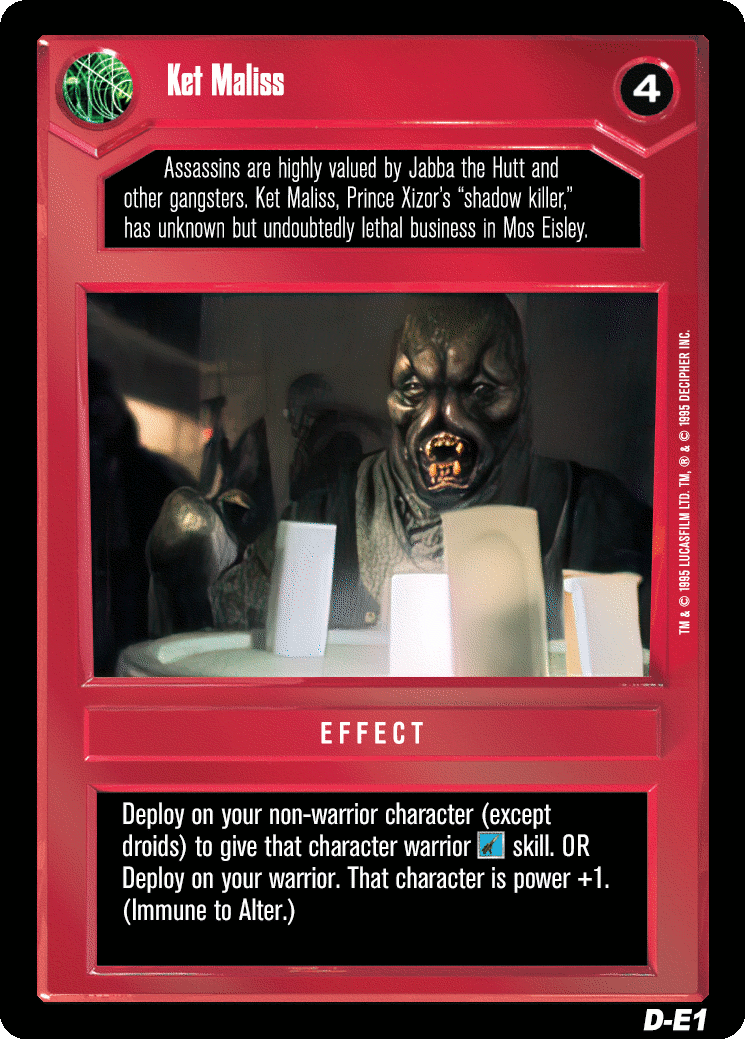 Ket Maliss
4
Assassins are highly valued by Jabba the Hutt and
other gangsters. Ket Maliss, Prince Xizor's “shadow killer,”
has unknown but undoubtedly lethal business in Mos Eisley.
TM & © 1995 LUCASFILM LTD. TM, ® & © 1995 DECIPHER INC.
EFFECT
Deploy on your non-warrior character (except
droids) to give that character warrior skill. OR
Deploy on your warrior. That character is power +1.
(Immune to Alter.)
D-E1